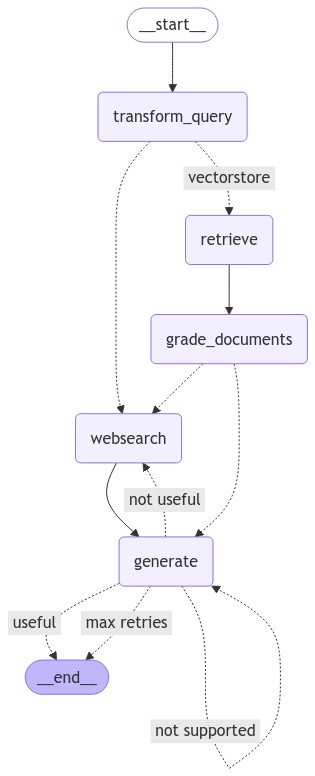 __start__
transform_query
vectorstore
retrieve
grade_documents
websearch
not useful
generate
useful
max retries
__end__
not supported